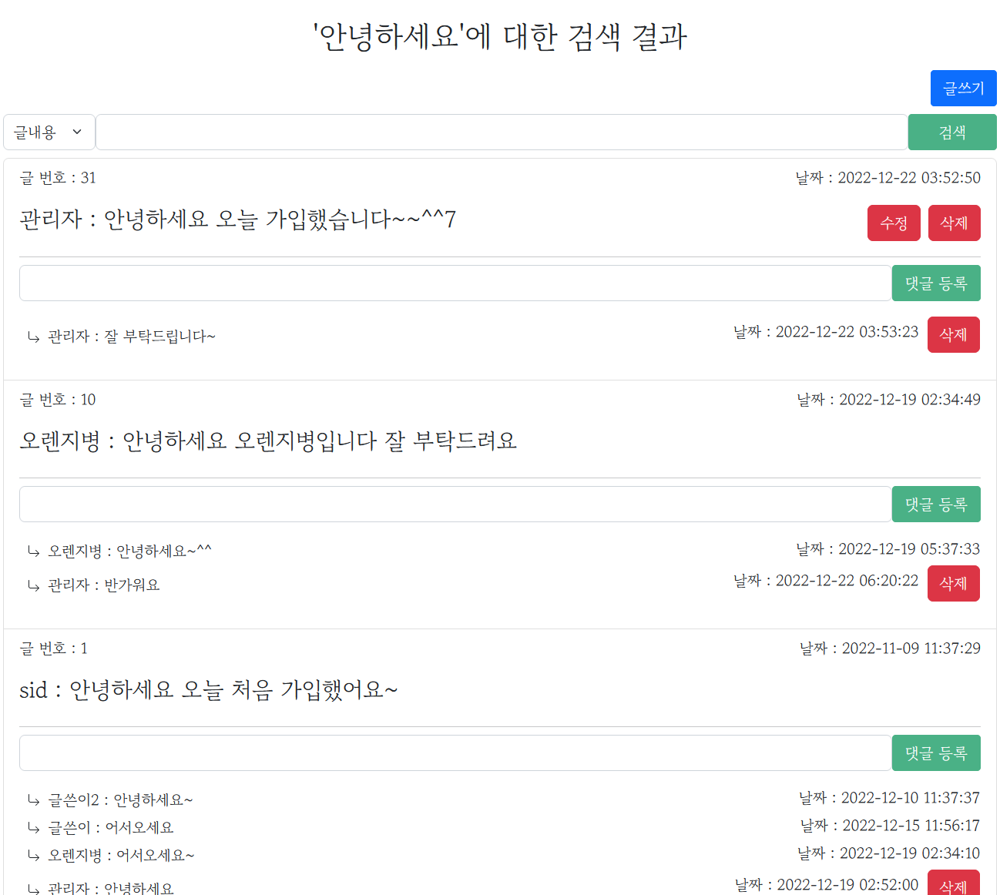 '안녕하세요'에 대한 검색 결과
글쓰기
글내용 검색
글 번호 : 31 날짜 : 2022-12-22 03:52:50
관리자 : 안녕하세요 오늘 가입했습니다~~^^7 수정 삭제
댓글 등록
관리자 : 잘 부탁드립니다~ 날짜 : 2022-12-22 03:53:23 삭제
글 번호 : 10 날짜 : 2022-12-19 02:34:49
오렌지병 : 안녕하세요 오렌지병입니다 잘 부탁드려요
댓글 등록
오렌지병 : 안녕하세요~^^ 날짜 : 2022-12-19 05:37:33
관리자 : 반가워요 날짜 : 2022-12-22 06:20:22 삭제
글 번호 : 1 날짜 : 2022-11-09 11:37:29
sid : 안녕하세요 오늘 처음 가입했어요~
댓글 등록
글쓴이2 : 안녕하세요~ 날짜 : 2022-12-10 11:37:37
글쓴이 : 어서오세요 날짜 : 2022-12-15 11:56:17
오렌지병 : 어서오세요~ 날짜 : 2022-12-19 02:34:10
관리자 : 안녕하세요 날짜 : 2022-12-19 02:52:00 삭제